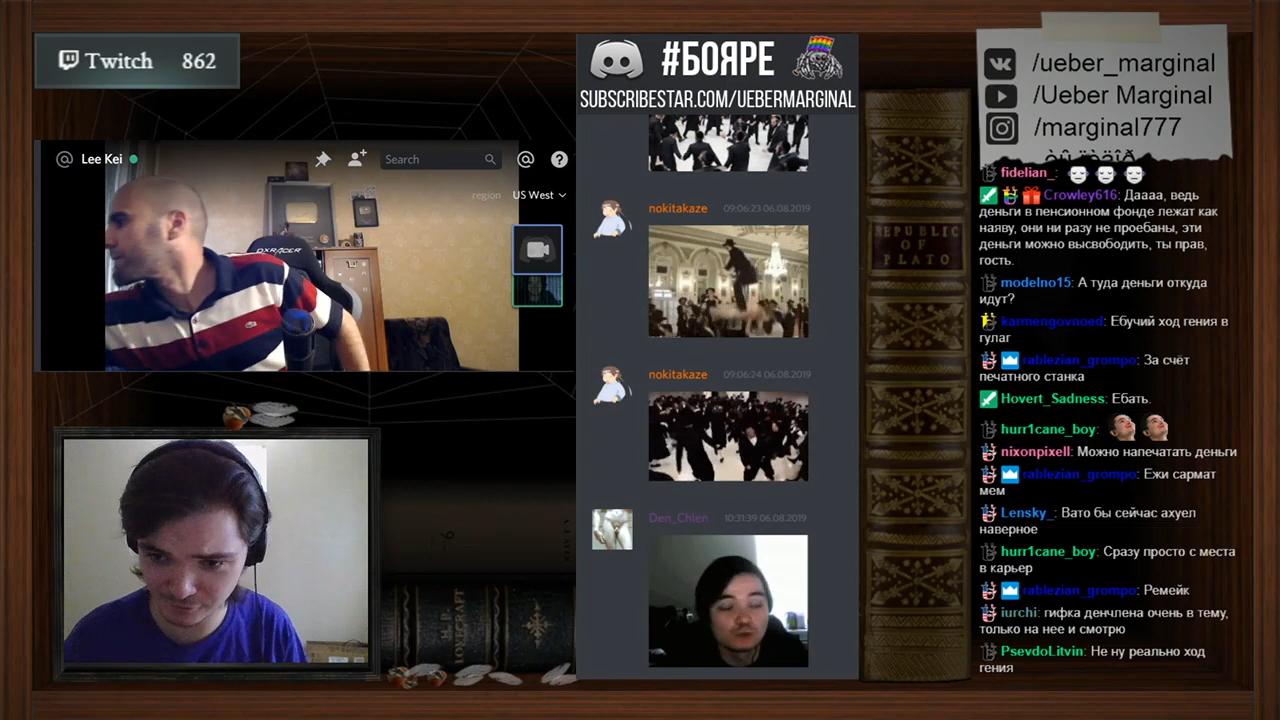 Twitch 862
Lee Kei
Search
region US West
DXRACER
#БОЯРЕ
SUBSCRIBESTAR.COM/UEBERMARGINAL
nokitakaze 09:06:23 06.08.2019
nokitakaze 09:06:24 06.08.2019
Den_Chlen 10:31:39 06.08.2019
H.P. LOVECRAFT
REPUBLIC
OF
PLATO
/ueber_marginal
/Ueber Marginal
/marginal777
fidelian_:
Crowley616: Даааа, ведь
деньги в пенсионном фонде лежат как
наяву, они ни разу не проебаны, эти
деньги можно высвободить, ты прав,
гость.
modelno15: А туда деньги откуда
идут?
karmengovnoed: Ебучий ход гения в
гулаг
rablezian_grompo: За счёт
печатного станка
Hovert_Sadness: Ебать.
hurr1cane_boy:
nixonpixell: Можно напечатать деньги
rablezian_grompo: Ежи сармат
мем
Lensky_: Вато бы сейчас ахуел
наверное
hurr1cane_boy: Сразу просто с места
в карьер
rablezian_grompo: Ремейк
iurchi: гифка денчлена очень в тему,
только на нее и смотрю
PsevdoLitvin: Не ну реально ход
гения